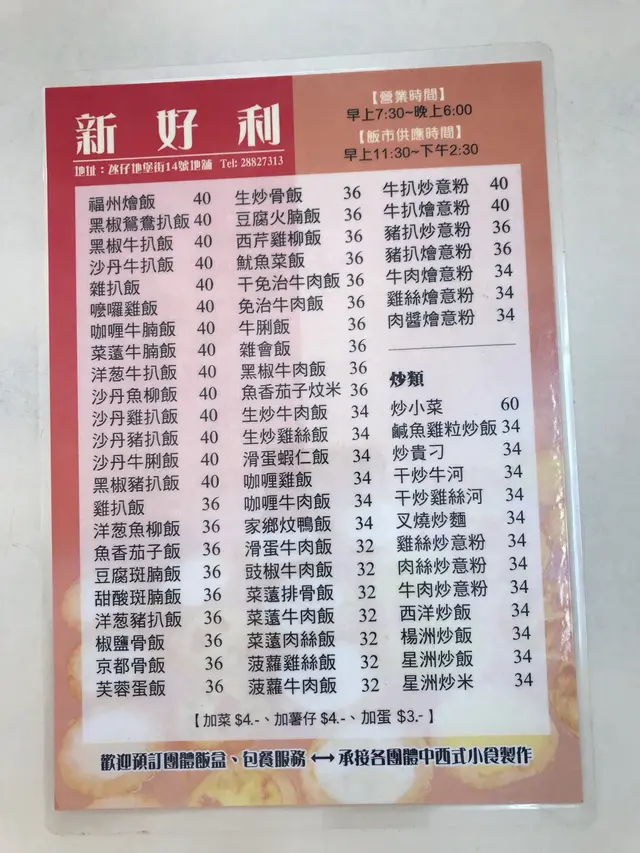 新好利
地址：氹仔地堡街14號地舖 Tel: 28827313
【營業時間】
早上7:30~晚上6:00
【飯市供應時間】
早上11:30~下午2:30
福州燴飯 40
黑椒鴛鴦扒飯 40
黑椒牛扒飯 40
沙丹牛扒飯 40
雜扒飯 40
嚤囉雞飯 40
咖喱牛腩飯 40
菜薳牛腩飯 40
洋葱牛扒飯 40
沙丹魚柳飯 40
沙丹雞扒飯 40
沙丹豬扒飯 40
沙丹牛脷飯 40
黑椒豬扒飯 40
雞扒飯 36
洋葱魚柳飯 36
魚香茄子飯 36
豆腐斑腩飯 36
甜酸斑腩飯 36
洋葱豬扒飯 36
椒鹽骨飯 36
京都骨飯 36
芙蓉蛋飯 36
生炒骨飯 36
豆腐火腩飯 36
西芹雞柳飯 36
魷魚菜飯 36
干免治牛肉飯 36
免治牛肉飯 36
牛脷飯 36
雜會飯 36
黑椒牛肉飯 36
魚香茄子炆米 36
生炒牛肉飯 34
生炒雞絲飯 34
滑蛋蝦仁飯 34
咖喱雞飯 34
咖喱牛肉飯 34
家鄉炆鴨飯 34
滑蛋牛肉飯 32
豉椒牛肉飯 32
菜薳排骨飯 32
菜薳牛肉飯 32
菜薳肉絲飯 32
菠蘿雞絲飯 32
菠蘿牛肉飯 32
牛扒炒意粉 40
牛扒燴意粉 40
豬扒炒意粉 36
豬扒燴意粉 36
牛肉燴意粉 34
雞絲燴意粉 34
肉醬燴意粉 34
炒類
炒小菜 60
鹹魚雞粒炒飯 34
炒貴刁 34
干炒牛河 34
干炒雞絲河 34
叉燒炒麵 34
雞絲炒意粉 34
肉絲炒意粉 34
牛肉炒意粉 34
西洋炒飯 34
楊洲炒飯 34
星洲炒飯 34
星洲炒米 34
【加菜 $4.-、加薯仔 $4.-、加蛋 $3.-】
歡迎預訂團體飯盒、包餐服務 ↔ 承接各團體中西式小食製作